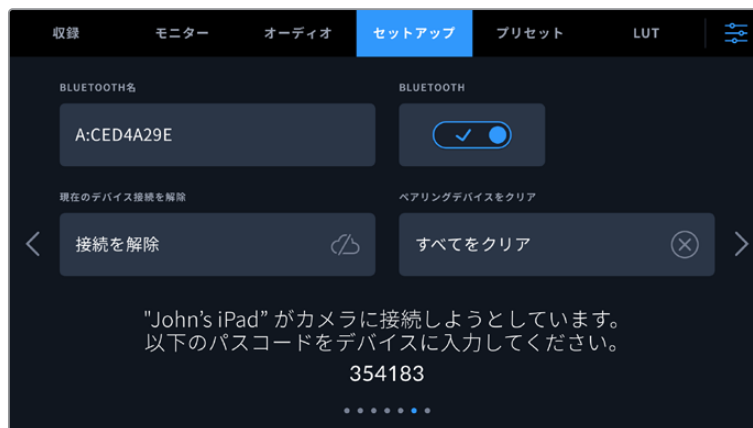 収録 モニター オーディオ セットアップ プリセット LUT
BLUETOOTH名 BLUETOOTH
A:CED4A29E
現在のデバイス接続を解除 ペアリングデバイスをクリア
接続を解除 すべてをクリア
"John’s iPad” がカメラに接続しようとしています。
以下のパスコードをデバイスに入力してください。
354183